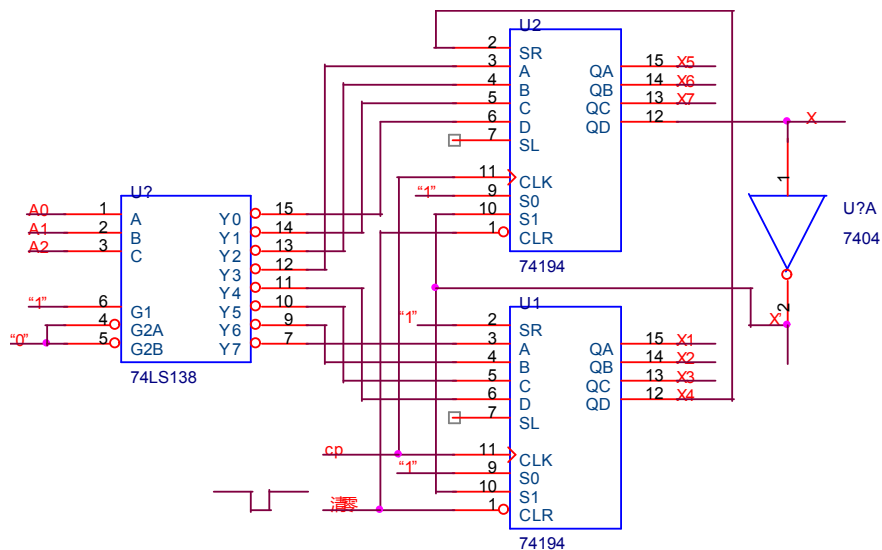 U2
2 SR
3 A
4 B
5 C
6 D
7 SL
11 CLK
"1" 9 S0
10 S1
1 CLR
QA 15 X5
QB 14 X6
QC 13 X7
QD 12 X
74194
U?
A0 1 A
A1 2 B
A2 3 C
"1" 6 G1
4 G2A
"0" 5 G2B
Y0 15
Y1 14
Y2 13
Y3 12
Y4 11
Y5 10
Y6 9
Y7 7
74LS138
1
U?A
7404
2
X'
U1
"1" 2 SR
3 A
4 B
5 C
6 D
7 SL
cp 11 CLK
"1" 9 S0
10 S1
清零 1 CLR
QA 15 X1
QB 14 X2
QC 13 X3
QD 12 X4
74194